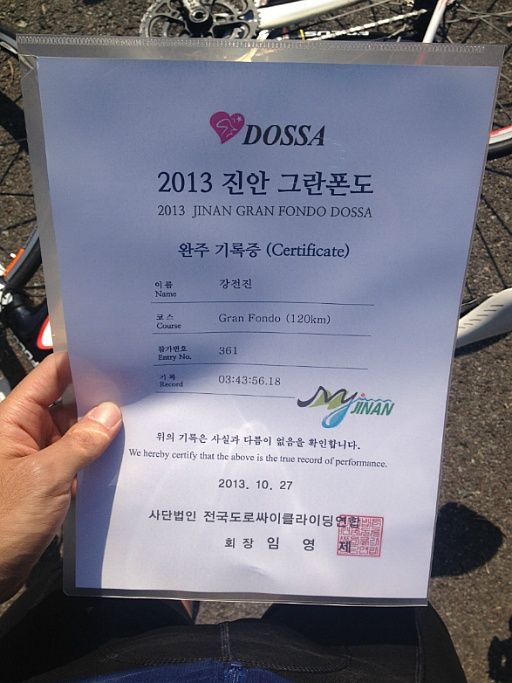 DOSSA
2013 진안 그란폰도
2013 JINAN GRAN FONDO DOSSA
완주 기록증 (Certificate)
이름 강전진
Name
코스 Gran Fondo (120km)
Course
참가번호 361
Entry No.
기록 03:43:56.18
Record
My JINAN
위의 기록은 사실과 다름이 없음을 확인합니다.
We hereby certify that the above is the true record of performance.
2013. 10. 27
사단법인 전국도로싸이클라이딩연합
회장 임 영 제